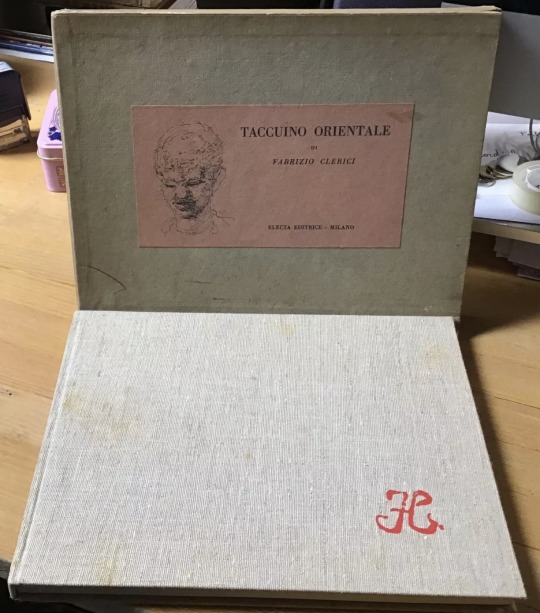 TACCUINO ORIENTALE
DI
FABRIZIO CLERICI
ELECTA EDITRICE - MILANO